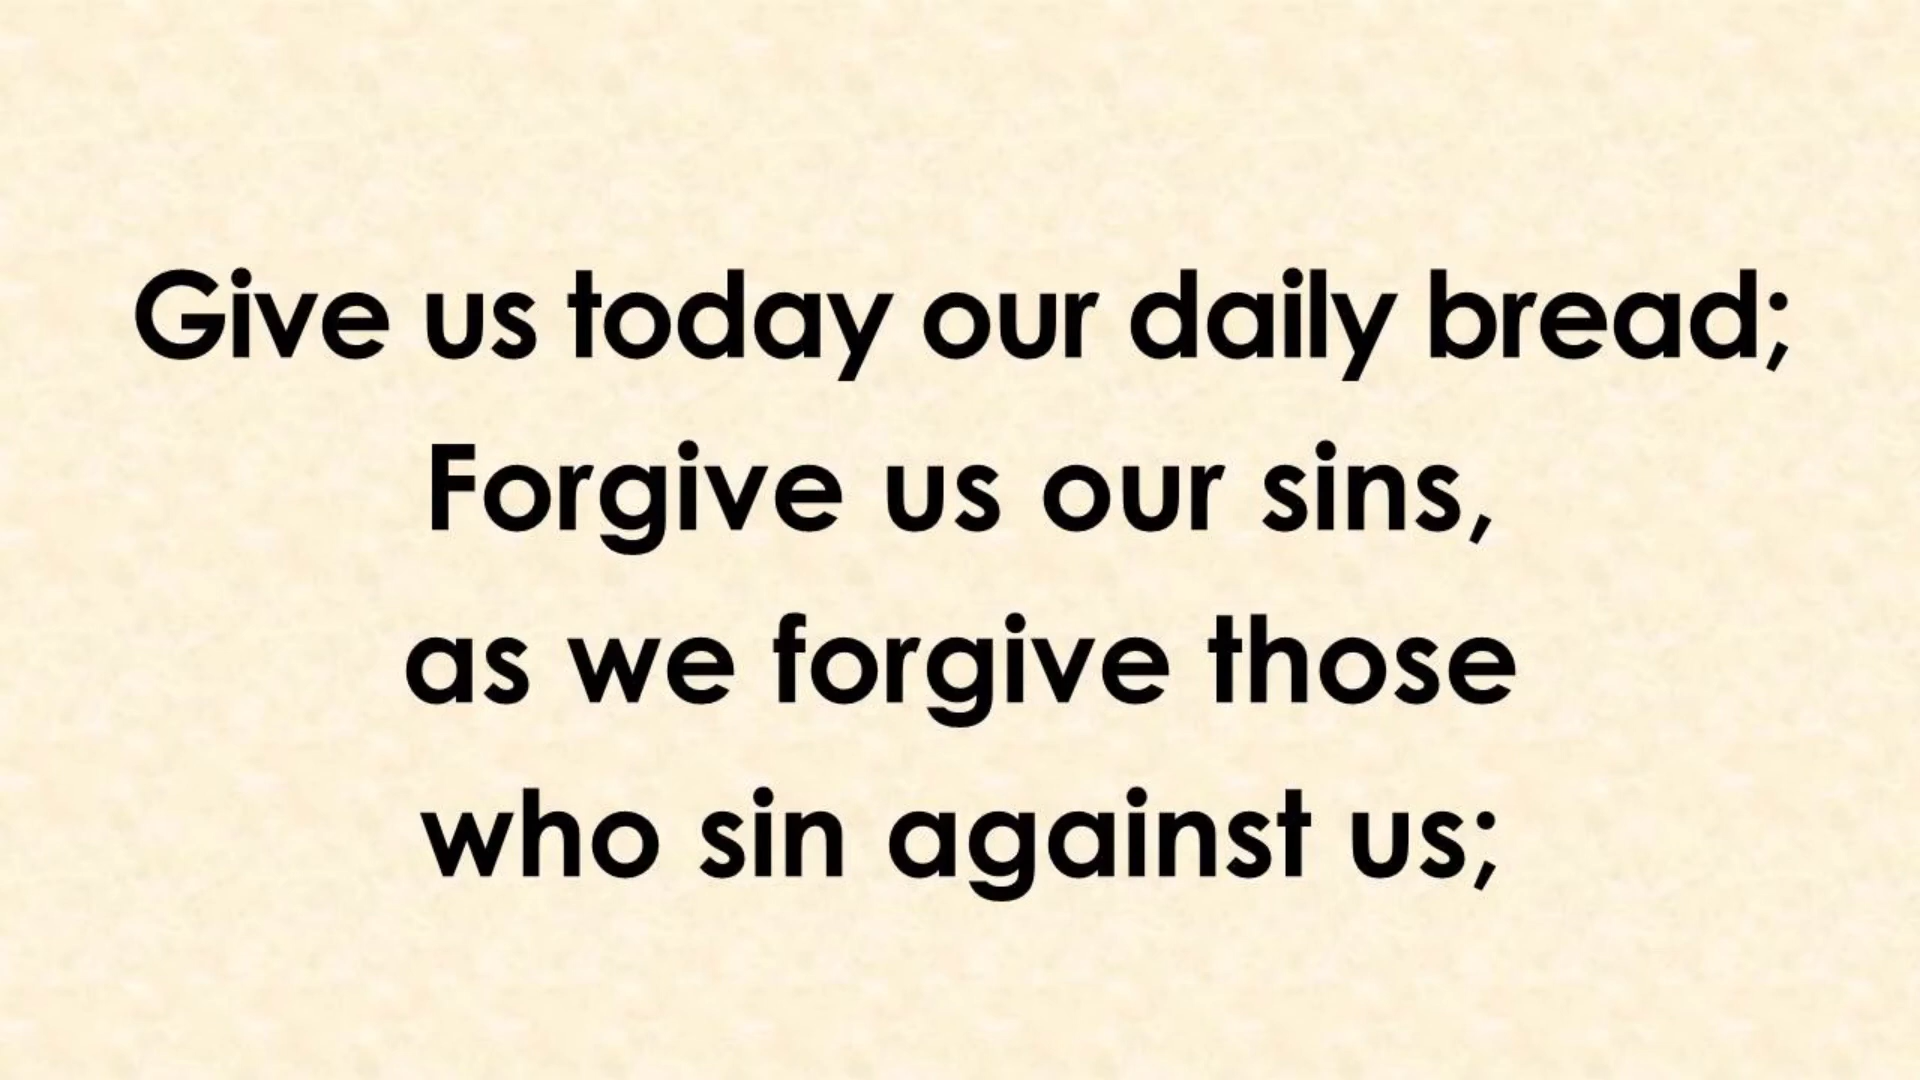 Give us today our daily bread;
Forgive us our sins,
as we forgive those
who sin against us;